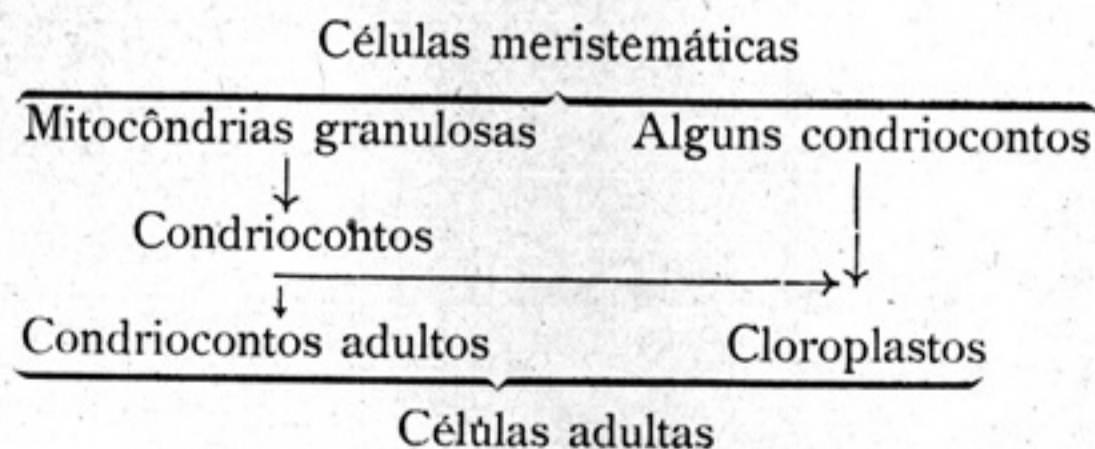 Células meristemáticas
Mitocôndrias granulosas Alguns condriocontos
Condriocontos
Condriocontos adultos Cloroplastos
Células adultas